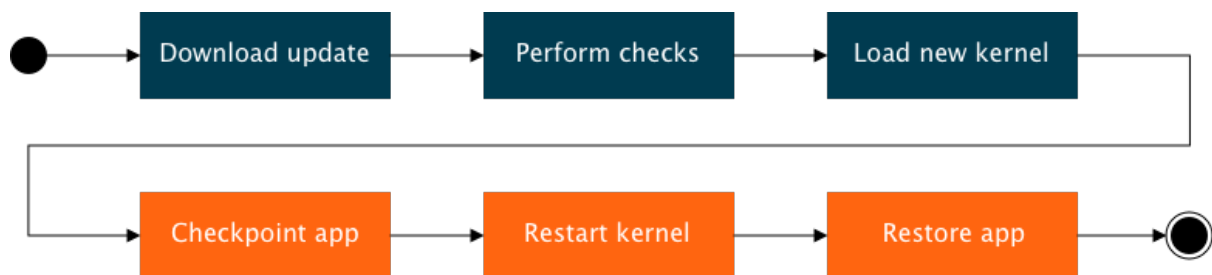 Download update
Perform checks
Load new kernel
Checkpoint app
Restart kernel
Restore app